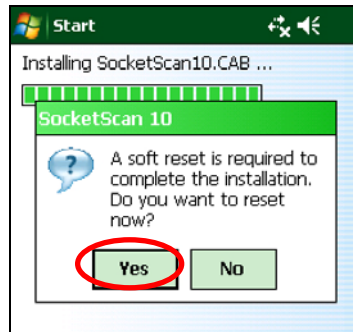 Start
Installing SocketScan10.CAB ...
SocketScan 10
A soft reset is required to
complete the installation.
Do you want to reset
now?
Yes No